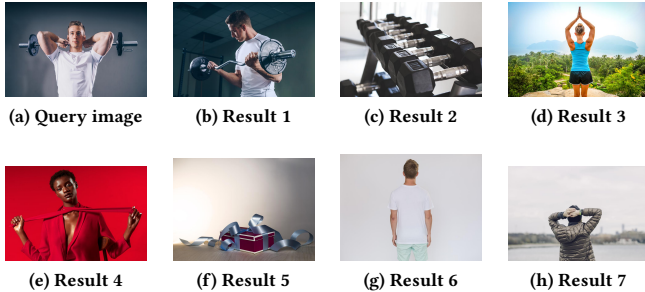 (a) Query image
(b) Result 1
(c) Result 2
(d) Result 3
(e) Result 4
(f) Result 5
(g) Result 6
(h) Result 7